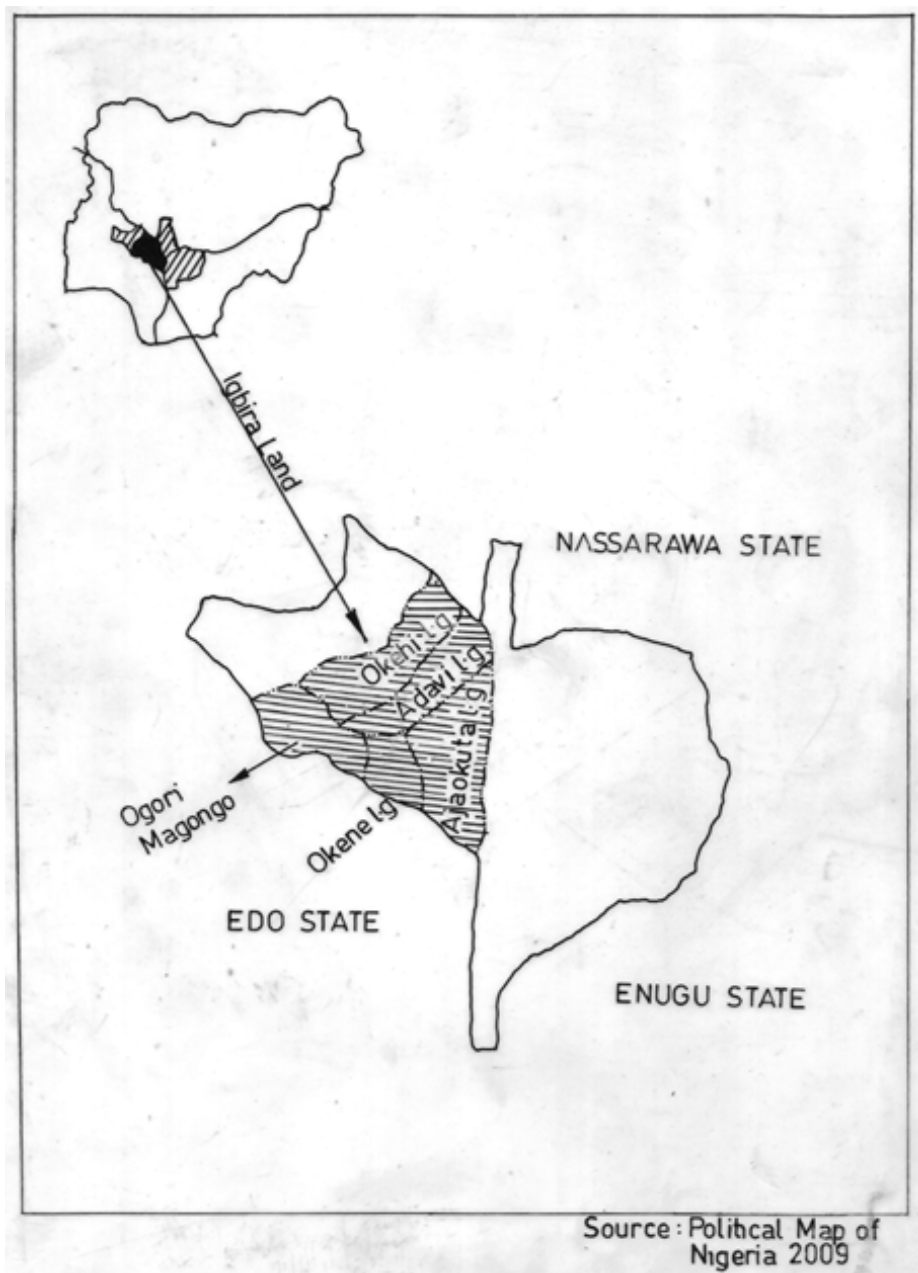 Igbira Land
NASSARAWA STATE
Okehi l.g.
Adavi l.g.
Ajaokuta l.g.
Ogori
Magongo
Okene l.g
EDO STATE
ENUGU STATE
Source: Political Map of
Nigeria 2009